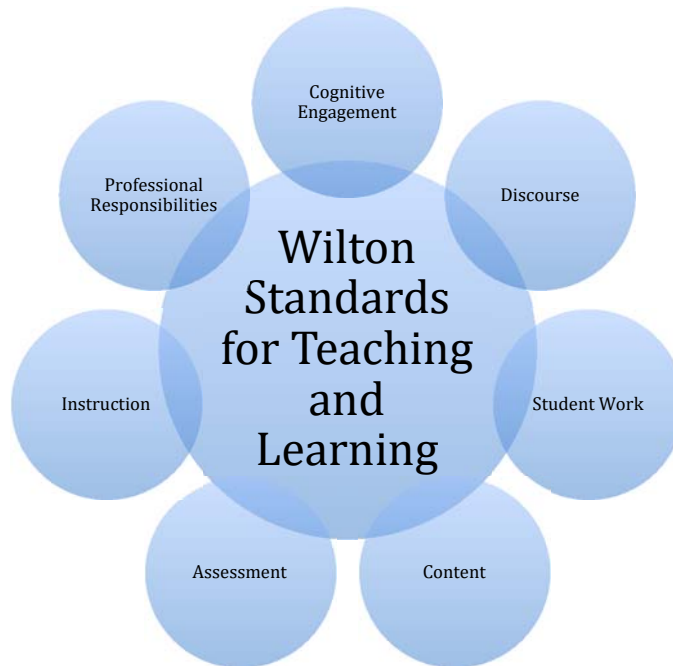 Cognitive
Engagement
Professional
Responsibilities
Discourse
Wilton
Standards
for Teaching
and
Learning
Instruction
Student Work
Assessment
Content